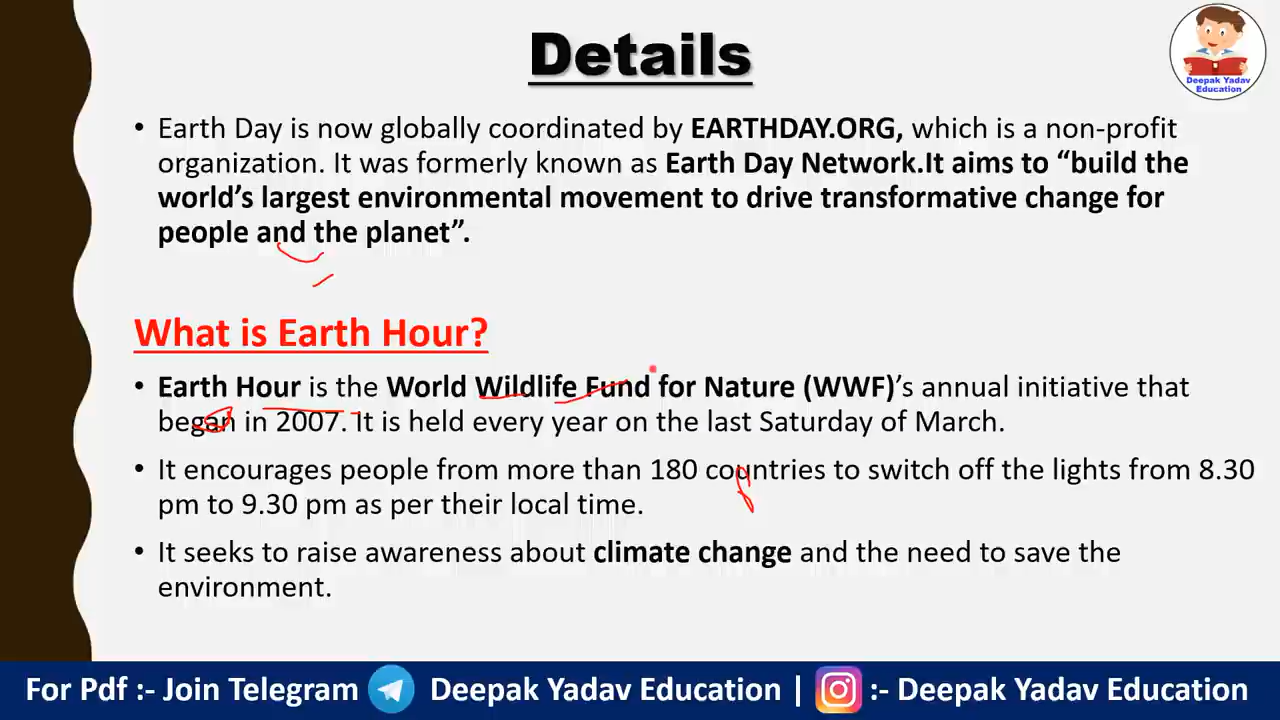 Details
Deepak Yadav
Education
• Earth Day is now globally coordinated by EARTHDAY.ORG, which is a non-profit
organization. It was formerly known as Earth Day Network.It aims to “build the
world’s largest environmental movement to drive transformative change for
people and the planet”.
What is Earth Hour?
• Earth Hour is the World Wildlife Fund for Nature (WWF)’s annual initiative that
began in 2007. It is held every year on the last Saturday of March.
• It encourages people from more than 180 countries to switch off the lights from 8.30
pm to 9.30 pm as per their local time.
• It seeks to raise awareness about climate change and the need to save the
environment.
For Pdf :- Join Telegram Deepak Yadav Education | :- Deepak Yadav Education